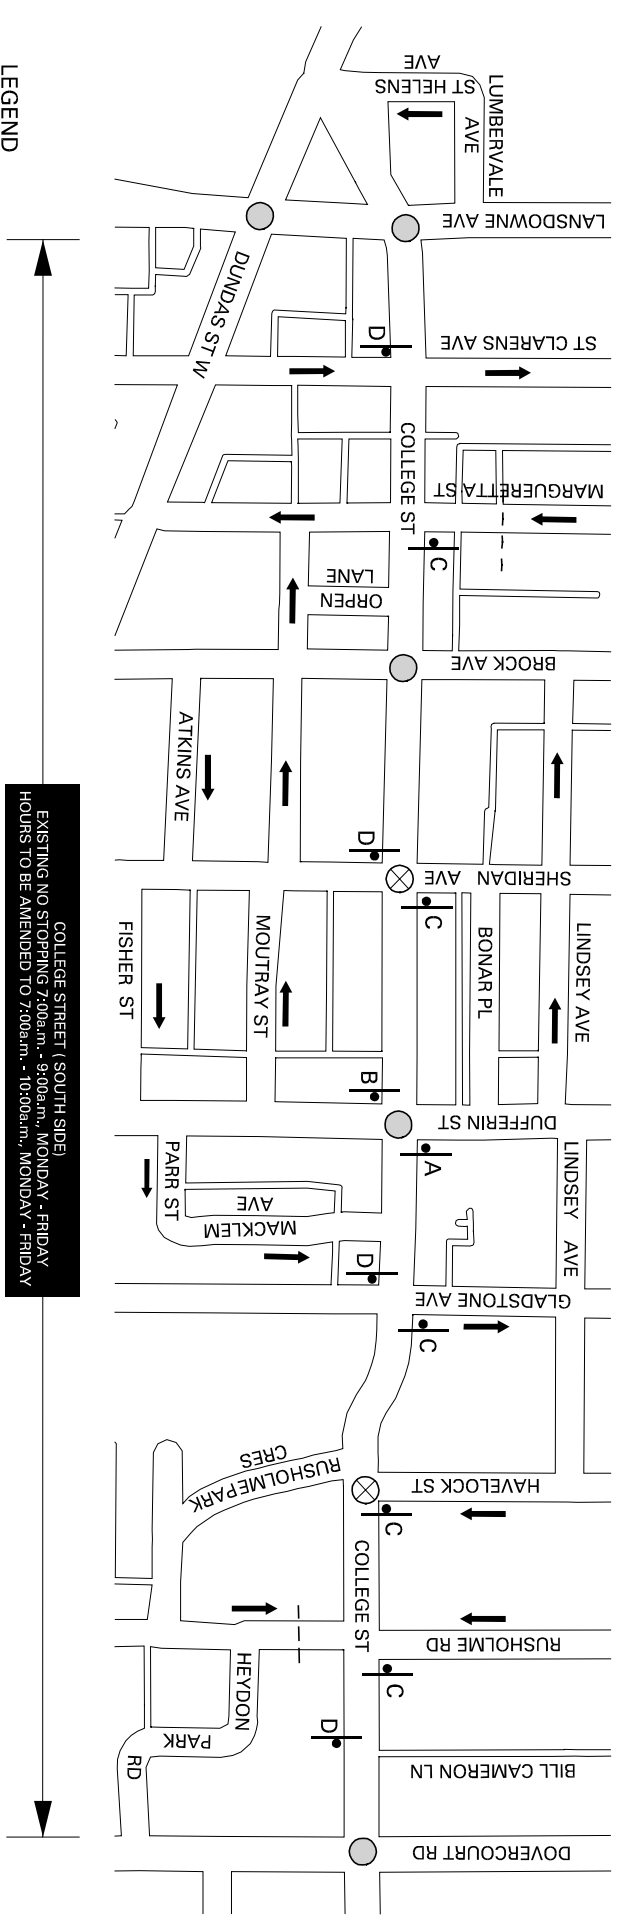 LEGEND
AVE
ST HELENS
LUMBERVALE
AVE
LANSDOWNE AVE
DUNDAS ST W
D
ST CLARENS AVE
COLLEGE ST
MARGUERETTA ST
C
LANE
ORPEN
BROCK AVE
ATKINS AVE
D
SHERIDAN AVE
C
FISHER ST
MOUTRAY ST
BONAR PL
LINDSEY AVE
B
DUFFERIN ST
A
PARR ST
AVE
MACKLEM
LINDSEY AVE
D
GLADSTONE AVE
C
CRES
RUSHOLME PARK
HAVELOCK ST
C
COLLEGE ST
RUSHOLME RD
HEYDON
PARK
RD
C
D
BILL CAMERON LN
DOVERCOURT RD
COLLEGE STREET ( SOUTH SIDE)
EXISTING NO STOPPING 7:00a.m. - 9:00a.m., MONDAY - FRIDAY
HOURS TO BE AMENDED TO 7:00a.m. - 10:00a.m., MONDAY - FRIDAY